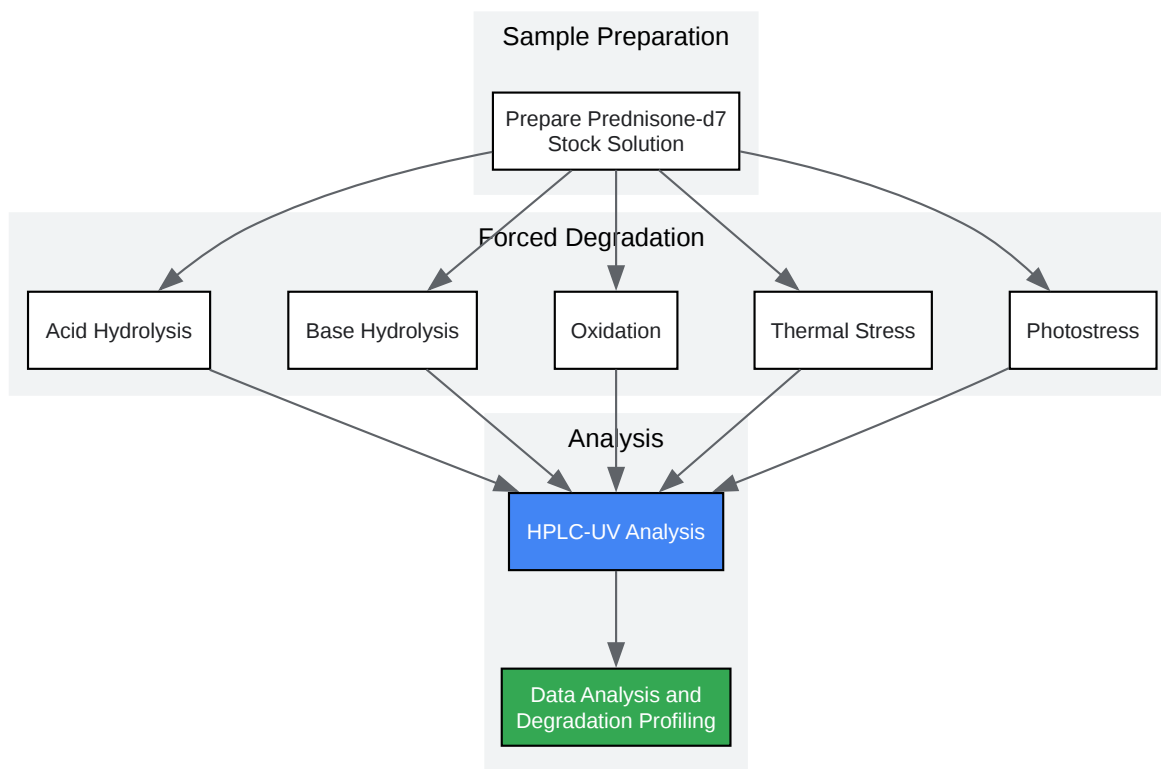 Sample Preparation
Prepare Prednisone-d7
Stock Solution
Forced Degradation
Acid Hydrolysis
Base Hydrolysis
Oxidation
Thermal Stress
Photostress
Analysis
HPLC-UV Analysis
Data Analysis and
Degradation Profiling